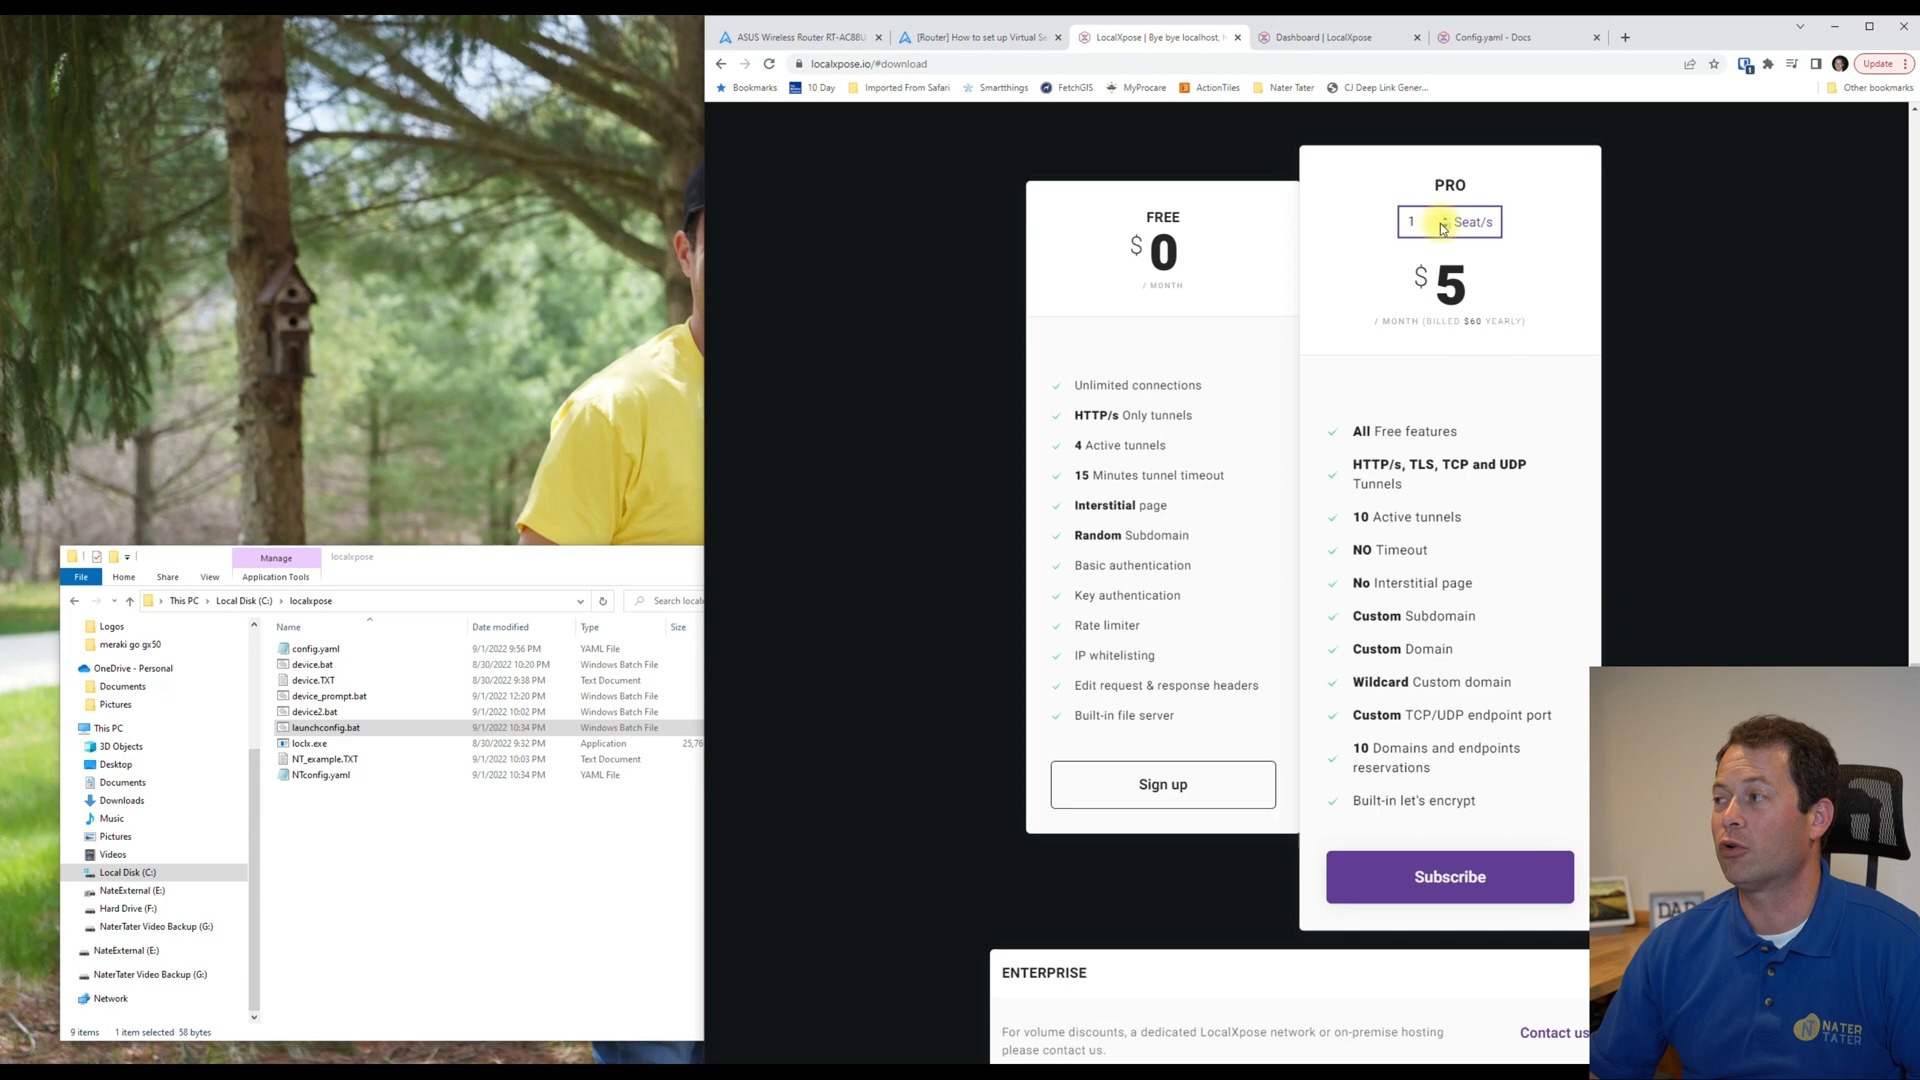 ASUS Wireless Router RT-AC88U
[Router] How to set up Virtual Se
LocalXpose | Bye bye localhost, h
Dashboard | LocalXpose
Config.yaml - Docs
localxpose.io/#download
Update
Bookmarks
10 Day
Imported From Safari
Smartthings
FetchGIS
MyProcare
ActionTiles
Nater Tater
CJ Deep Link Gener...
Other bookmarks
FREE
$ 0
/ MONTH
Unlimited connections
HTTP/s Only tunnels
4 Active tunnels
15 Minutes tunnel timeout
Interstitial page
Random Subdomain
Basic authentication
Key authentication
Rate limiter
IP whitelisting
Edit request & response headers
Built-in file server
Sign up
PRO
1 Seat/s
$ 5
/ MONTH (BILLED $60 YEARLY)
All Free features
HTTP/s, TLS, TCP and UDP
Tunnels
10 Active tunnels
NO Timeout
No Interstitial page
Custom Subdomain
Custom Domain
Wildcard Custom domain
Custom TCP/UDP endpoint port
10 Domains and endpoints
reservations
Built-in let's encrypt
Subscribe
ENTERPRISE
For volume discounts, a dedicated LocalXpose network or on-premise hosting
please contact us.
Contact us
Manage
localxpose
File
Home
Share
View
Application Tools
This PC > Local Disk (C:) > localxpose
Search local
Logos
meraki go gx50
OneDrive - Personal
Documents
Pictures
This PC
3D Objects
Desktop
Documents
Downloads
Music
Pictures
Videos
Local Disk (C:)
NateExternal (E:)
Hard Drive (F:)
NaterTater Video Backup (G:)
NateExternal (E:)
NaterTater Video Backup (G:)
Network
Name Date modified Type Size
config.yaml 9/1/2022 9:56 PM YAML File
device.bat 8/30/2022 10:20 PM Windows Batch File
device.TXT 8/30/2022 9:38 PM Text Document
device_prompt.bat 9/1/2022 12:20 PM Windows Batch File
device2.bat 9/1/2022 10:02 PM Windows Batch File
launchconfig.bat 9/1/2022 10:34 PM Windows Batch File
loclx.exe 8/30/2022 9:32 PM Application 25,76
NT_example.TXT 9/1/2022 10:03 PM Text Document
NTconfig.yaml 9/1/2022 10:34 PM YAML File
9 items 1 item selected 58 bytes
DAD
NATER
TATER